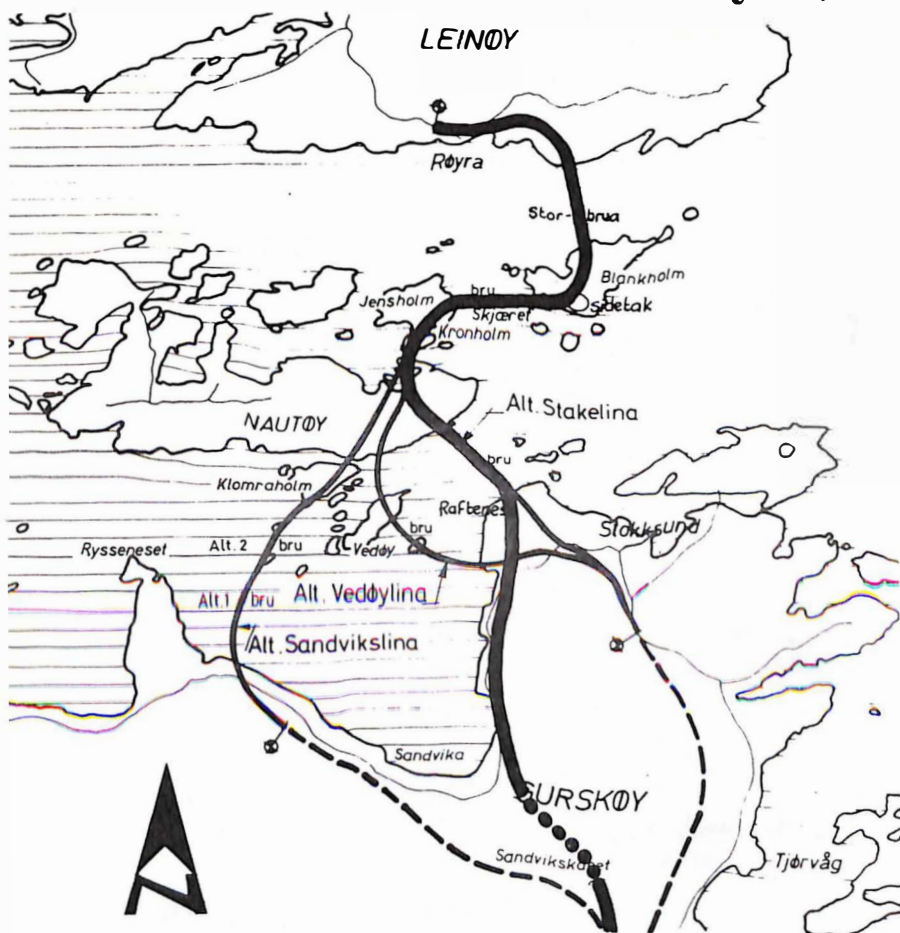 LEINØY
Røyra
Stor-brua
Blankholm
Jensholm
bru
Skjæret
sidetak
Kronholm
Alt. Stakelina
NAUTØY
bru
Klomraholm
Raftenes
Stokksund
Rysseneset
Alt. 2
bru
Vedøy
bru
Alt. 1
bru
Alt. Vedøylina
Alt. Sandvikslina
Sandvika
GURSKØY
Sandvikskaret
Tjørvåg